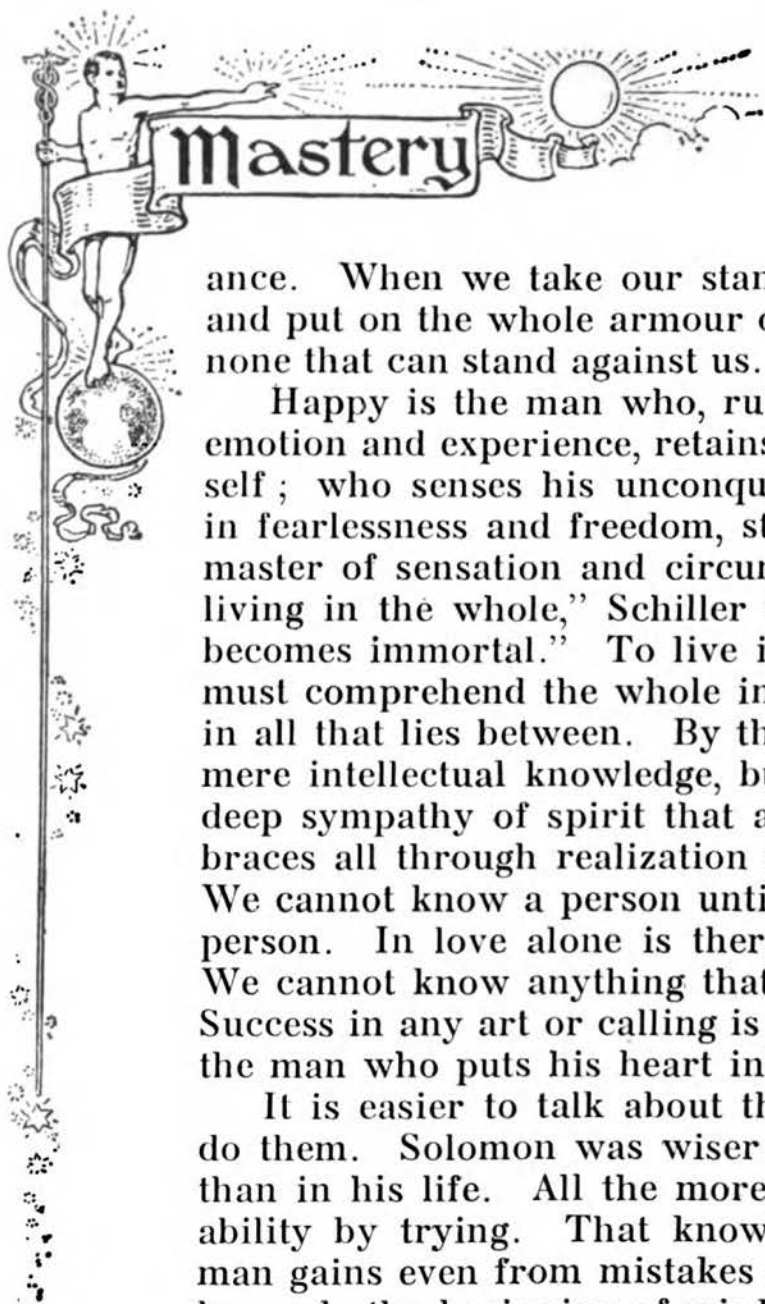 Mastery
ance. When we take our stan
and put on the whole armour o
none that can stand against us.
Happy is the man who, ru
emotion and experience, retains
self ; who senses his unconqu
in fearlessness and freedom, st
master of sensation and circum
living in the whole,” Schiller
becomes immortal.” To live i
must comprehend the whole in
in all that lies between. By th
mere intellectual knowledge, bu
deep sympathy of spirit that a
braces all through realization
We cannot know a person unti
person. In love alone is ther
We cannot know anything that
Success in any art or calling is
the man who puts his heart in
It is easier to talk about th
do them. Solomon was wiser
than in his life. All the more
ability by trying. That know
man gains even from mistakes